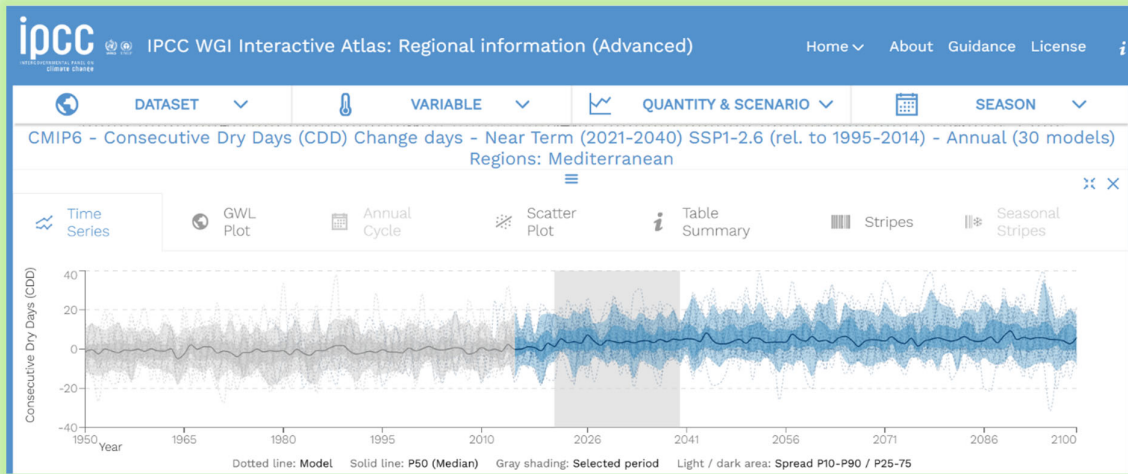 ipcc
INTERGOVERNMENTAL PANEL ON
climate change
IPCC WGI Interactive Atlas: Regional information (Advanced)
Home About Guidance License i
DATASET VARIABLE QUANTITY & SCENARIO SEASON
CMIP6 - Consecutive Dry Days (CDD) Change days - Near Term (2021-2040) SSP1-2.6 (rel. to 1995-2014) - Annual (30 models)
Regions: Mediterranean
Time Series
GWL Plot
Annual Cycle
Scatter Plot
i Table Summary
Stripes
Seasonal Stripes
Consecutive Dry Days (CDD)
40
20
0
-20
-40
1950 1965 1980 1995 2010 2026 2041 2056 2071 2086 2100
Year
Dotted line: Model Solid line: P50 (Median) Gray shading: Selected period Light / dark area: Spread P10-P90 / P25-75